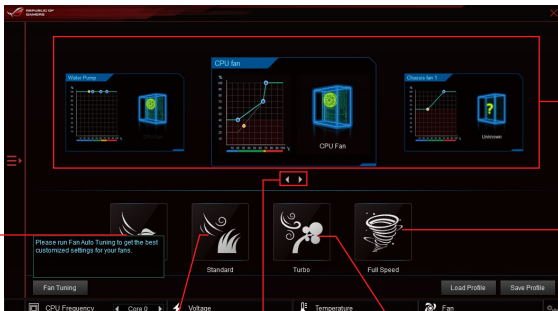 REPUBLIC OF
GAMERS
Water Pump
CPU fan
Chassis fan 1
%
CPU Fan
CPU Fan
Unknown
Please run Fan Auto Tuning to get the best
customized settings for your fans.
Standard
Turbo
Full Speed
Fan Tuning
Load Profile
Save Profile
CPU Frequency
Core 0
Voltage
Temperature
Fan